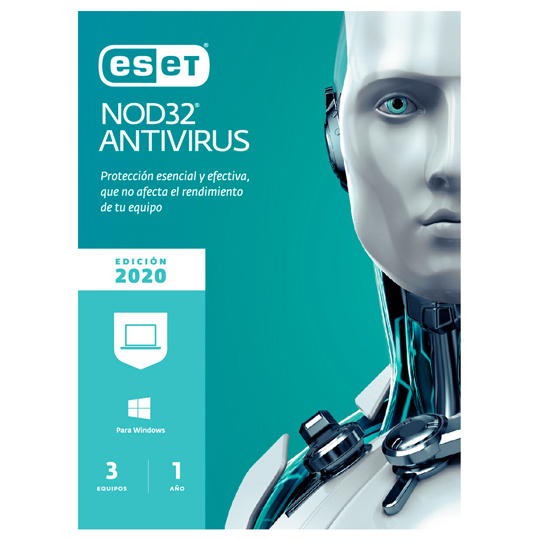 eseT®
NOD32®
ANTIVIRUS
Protección esencial y efectiva,
que no afecta el rendimiento
de tu equipo
EDICIÓN
2020
Para Windows
3 1
EQUIPOS AÑO